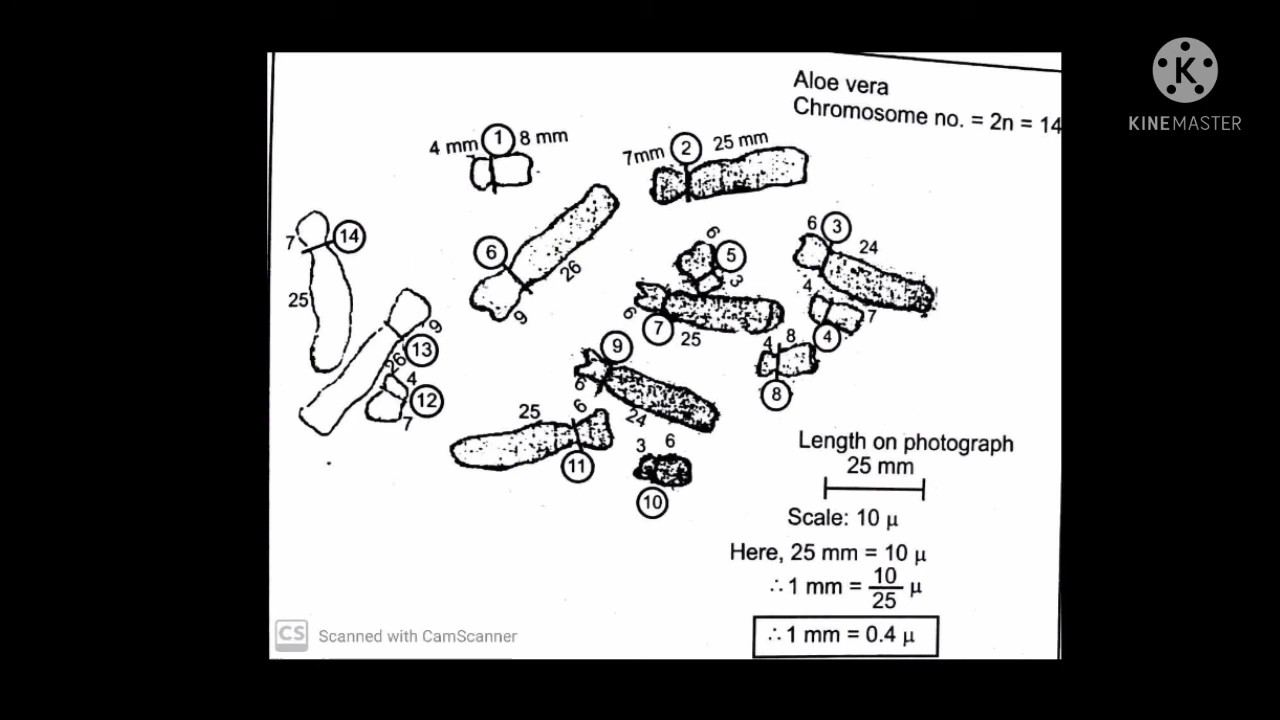 KINEMASTER
Aloe vera
Chromosome no. = 2n = 14
4 mm 1 8 mm
7mm 2 25 mm
14
7
25
6
26
9
6
5
3
6
3
24
4
7
4
6
7
25
4 8
8
9
13
26
4
12
7
9
6
24
25
6
11
3 6
10
Length on photograph
25 mm
Scale: 10 μ
Here, 25 mm = 10 μ
∴ 1 mm = 10/25 μ
∴ 1 mm = 0.4 μ
CS Scanned with CamScanner